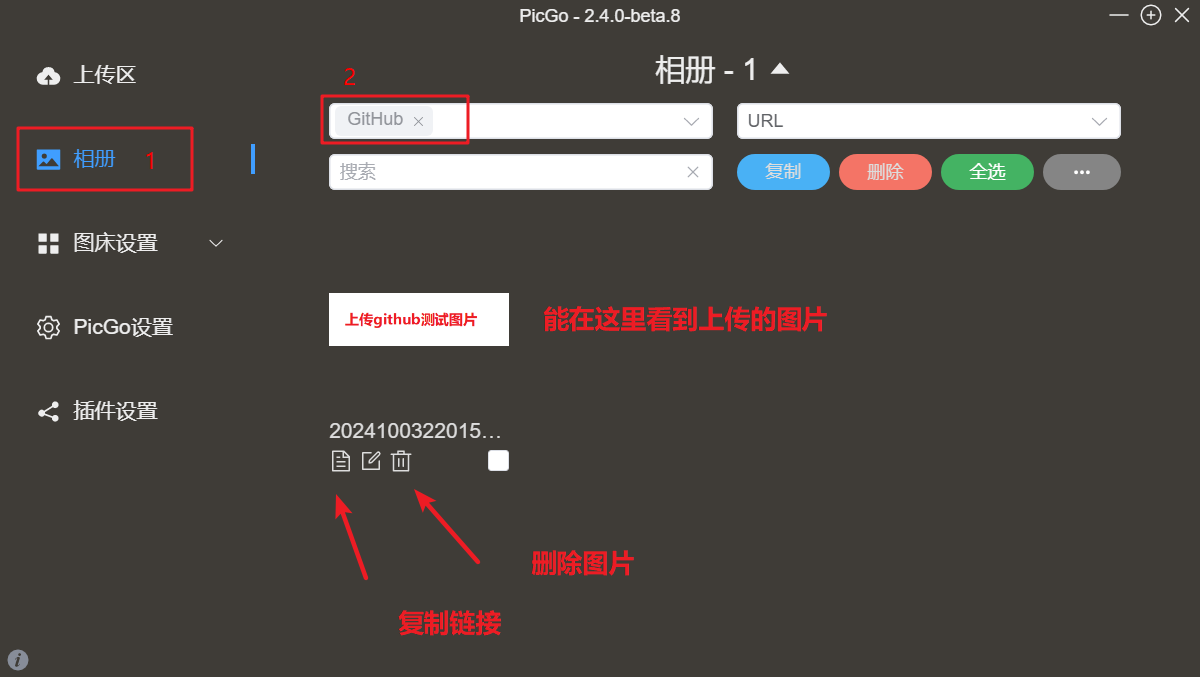 PicGo - 2.4.0-beta.8
上传区
相册 1
图床设置
PicGo设置
插件设置
相册 - 1
2
GitHub
URL
搜索
复制 删除 全选 ...
上传github测试图片
能在这里看到上传的图片
2024100322015...
删除图片
复制链接